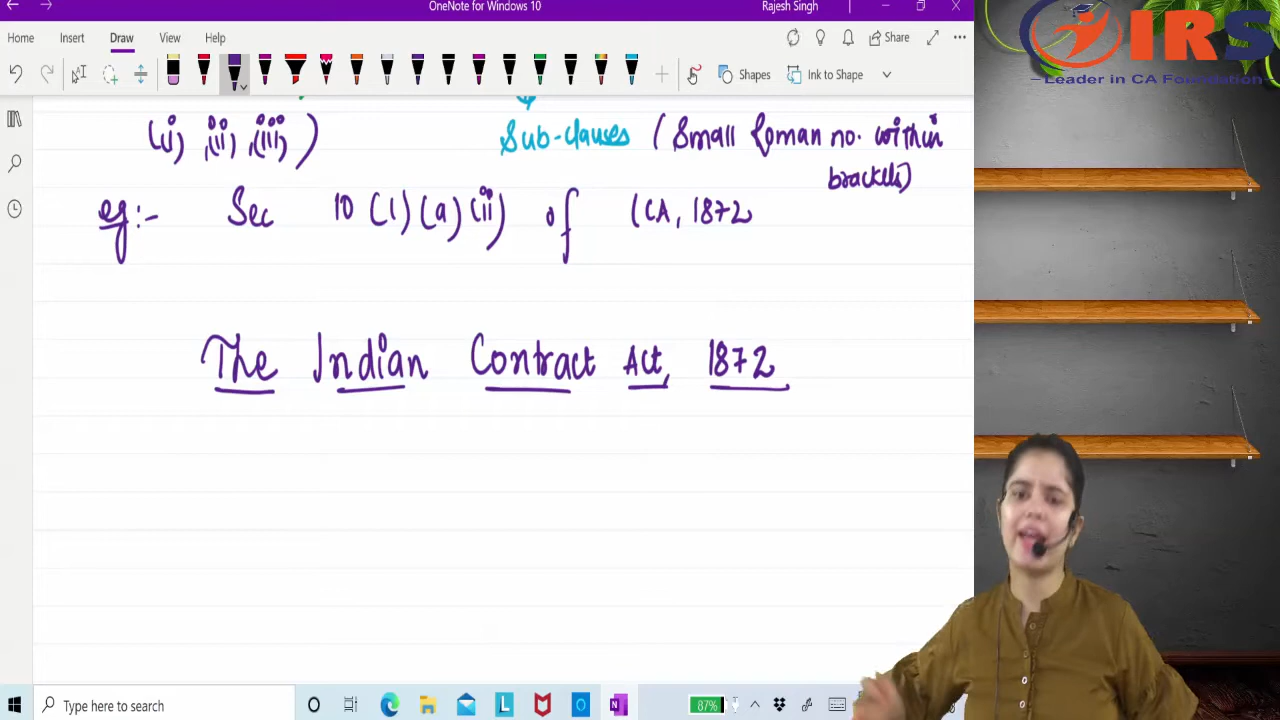 OneNote for Windows 10
Rajesh Singh
Home Insert Draw View Help
Share
Shapes
Ink to Shape
IRS
Leader in CA Foundation
(i), (ii), (iii)
Sub-clauses (Small Roman no. within
brackets)
eg:- Sec 10 (1) (a) (ii) of ICA, 1872
The Indian Contract Act, 1872
Type here to search
87%